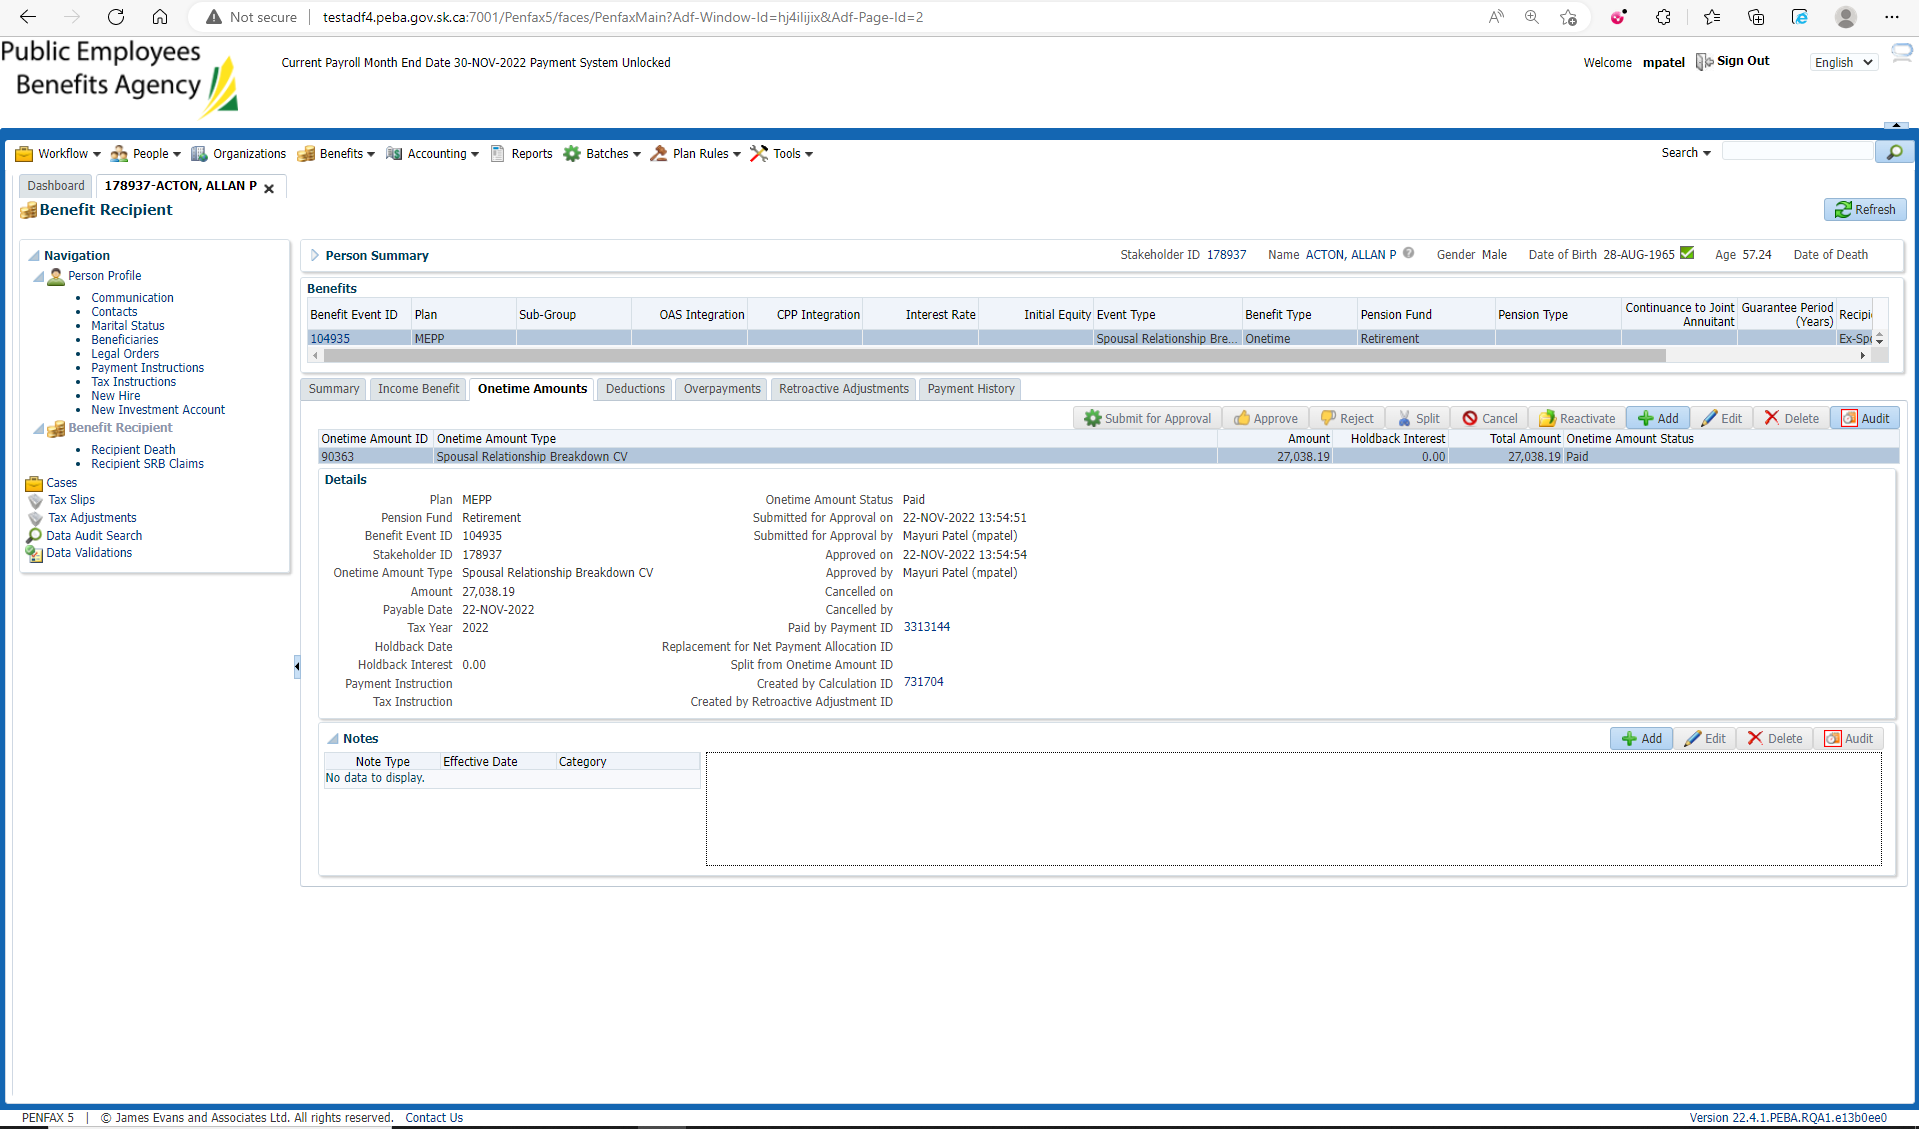 Not secure | testadf4.peba.gov.sk.ca:7001/Penfax5/faces/PenfaxMain?Adf-Window-Id=hj4ilijix&Adf-Page-Id=2
Public Employees
Benefits Agency
Current Payroll Month End Date 30-NOV-2022 Payment System Unlocked
Welcome mpatel Sign Out English
Workflow People Organizations Benefits Accounting Reports Batches Plan Rules Tools Search
Dashboard 178937-ACTON, ALLAN P
Benefit Recipient
Refresh
Navigation
Person Profile
Communication
Contacts
Marital Status
Beneficiaries
Legal Orders
Payment Instructions
Tax Instructions
New Hire
New Investment Account
Benefit Recipient
Recipient Death
Recipient SRB Claims
Cases
Tax Slips
Tax Adjustments
Data Audit Search
Data Validations
Person Summary Stakeholder ID 178937 Name ACTON, ALLAN P Gender Male Date of Birth 28-AUG-1965 Age 57.24 Date of Death
Benefits
Benefit Event ID Plan Sub-Group OAS Integration CPP Integration Interest Rate Initial Equity Event Type Benefit Type Pension Fund Pension Type Continuance to Joint Annuitant Guarantee Period (Years) Recipi
104935 MEPP Spousal Relationship Bre... Onetime Retirement Ex-Spo
Summary Income Benefit Onetime Amounts Deductions Overpayments Retroactive Adjustments Payment History
Submit for Approval Approve Reject Split Cancel Reactivate Add Edit Delete Audit
Onetime Amount ID Onetime Amount Type Amount Holdback Interest Total Amount Onetime Amount Status
90363 Spousal Relationship Breakdown CV 27,038.19 0.00 27,038.19 Paid
Details
Plan MEPP Onetime Amount Status Paid
Pension Fund Retirement Submitted for Approval on 22-NOV-2022 13:54:51
Benefit Event ID 104935 Submitted for Approval by Mayuri Patel (mpatel)
Stakeholder ID 178937 Approved on 22-NOV-2022 13:54:54
Onetime Amount Type Spousal Relationship Breakdown CV Approved by Mayuri Patel (mpatel)
Amount 27,038.19 Cancelled on
Payable Date 22-NOV-2022 Cancelled by
Tax Year 2022 Paid by Payment ID 3313144
Holdback Date Replacement for Net Payment Allocation ID
Holdback Interest 0.00 Split from Onetime Amount ID
Payment Instruction Created by Calculation ID 731704
Tax Instruction Created by Retroactive Adjustment ID
Notes Add Edit Delete Audit
Note Type Effective Date Category
No data to display.
PENFAX 5 | © James Evans and Associates Ltd. All rights reserved. Contact Us Version 22.4.1.PEBA.RQA1.e13b0ee0